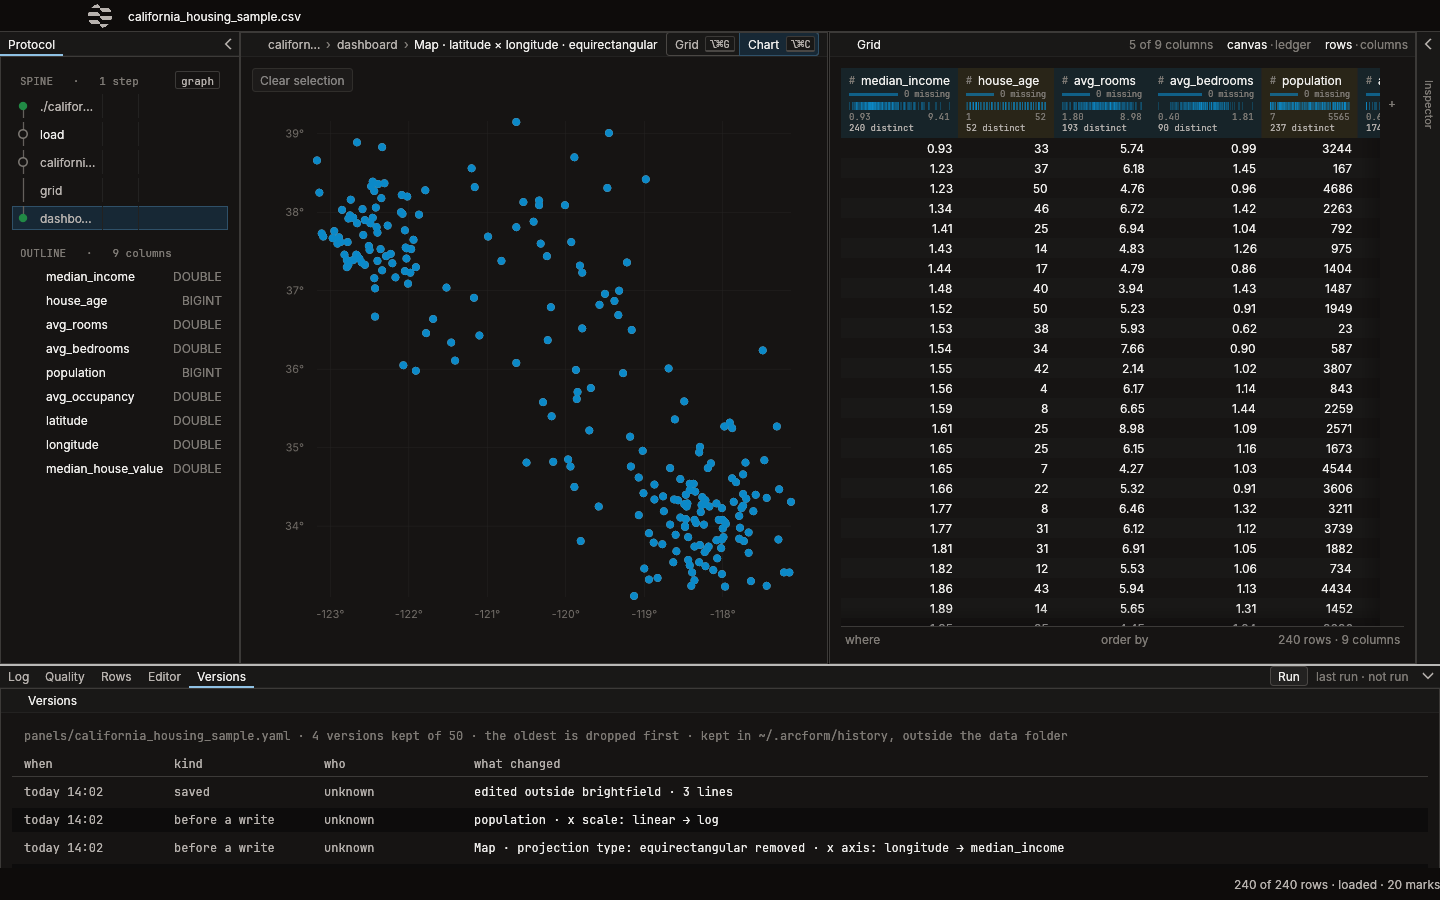 california_housing_sample.csv
Protocol
californ... › dashboard › Map · latitude × longitude · equirectangular
Grid ⌥⌘G Chart ⌥⌘C
Grid
5 of 9 columns canvas · ledger rows · columns
SPINE · 1 step graph
./califor...
load
californi...
grid
dashbo...
OUTLINE · 9 columns
median_income DOUBLE
house_age BIGINT
avg_rooms DOUBLE
avg_bedrooms DOUBLE
population BIGINT
avg_occupancy DOUBLE
latitude DOUBLE
longitude DOUBLE
median_house_value DOUBLE
Clear selection
39°
38°
37°
36°
35°
34°
-123° -122° -121° -120° -119° -118°
# median_income # house_age # avg_rooms # avg_bedrooms # population #
0 missing 0 missing 0 missing 0 missing 0 missing
0.93 9.41 1 52 1.80 8.98 0.40 1.81 7 5565
240 distinct 52 distinct 193 distinct 90 distinct 237 distinct 174
+
0.93 33 5.74 0.99 3244
1.23 37 6.18 1.45 167
1.23 50 4.76 0.96 4686
1.34 46 6.72 1.42 2263
1.41 25 6.94 1.04 792
1.43 14 4.83 1.26 975
1.44 17 4.79 0.86 1404
1.48 40 3.94 1.43 1487
1.52 50 5.23 0.91 1949
1.53 38 5.93 0.62 23
1.54 34 7.66 0.90 587
1.55 42 2.14 1.02 3807
1.56 4 6.17 1.14 843
1.59 8 6.65 1.44 2259
1.61 25 8.98 1.09 2571
1.65 25 6.15 1.16 1673
1.65 7 4.27 1.03 4544
1.66 22 5.32 0.91 3606
1.77 8 6.46 1.32 3211
1.77 31 6.12 1.12 3739
1.81 31 6.91 1.05 1882
1.82 12 5.53 1.06 734
1.86 43 5.94 1.13 4434
1.89 14 5.65 1.31 1452
where order by 240 rows · 9 columns
Inspector
Log Quality Rows Editor Versions
Run last run · not run
Versions
panels/california_housing_sample.yaml · 4 versions kept of 50 · the oldest is dropped first · kept in ~/.arcform/history, outside the data folder
when kind who what changed
today 14:02 saved unknown edited outside brightfield · 3 lines
today 14:02 before a write unknown population · x scale: linear → log
today 14:02 before a write unknown Map · projection type: equirectangular removed · x axis: longitude → median_income
240 of 240 rows · loaded · 20 marks